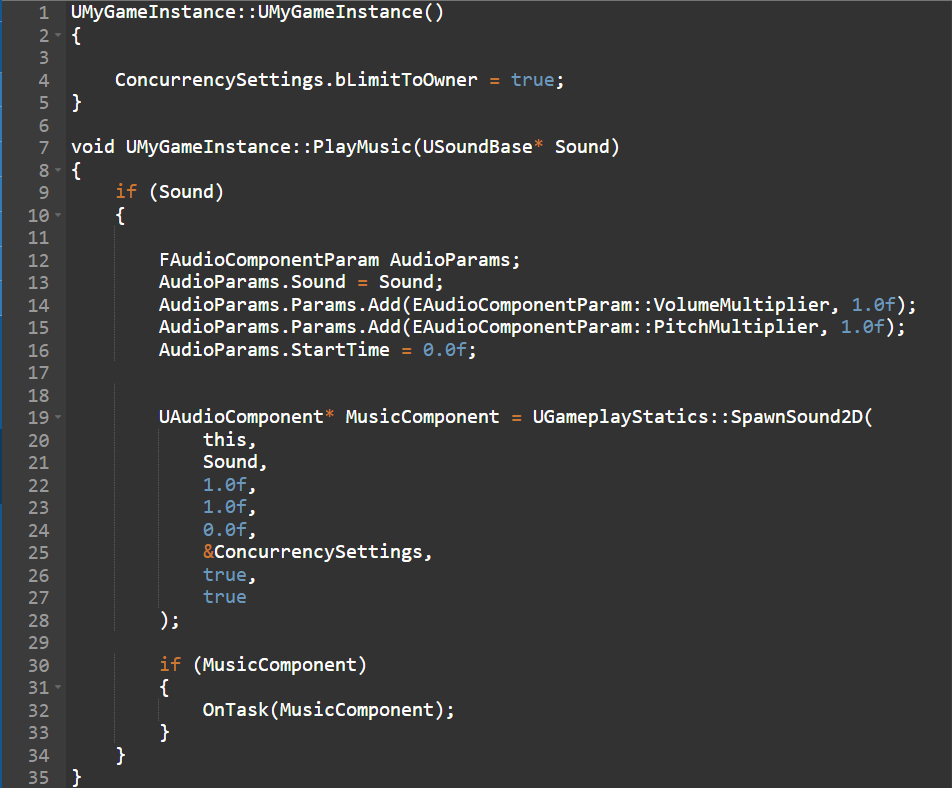 1 UMyGameInstance::UMyGameInstance()
2 {
3
4 ConcurrencySettings.bLimitToOwner = true;
5 }
6
7 void UMyGameInstance::PlayMusic(USoundBase* Sound)
8 {
9 if (Sound)
10 {
11
12 FAudioComponentParam AudioParams;
13 AudioParams.Sound = Sound;
14 AudioParams.Params.Add(EAudioComponentParam::VolumeMultiplier, 1.0f);
15 AudioParams.Params.Add(EAudioComponentParam::PitchMultiplier, 1.0f);
16 AudioParams.StartTime = 0.0f;
17
18
19 UAudioComponent* MusicComponent = UGameplayStatics::SpawnSound2D(
20 this,
21 Sound,
22 1.0f,
23 1.0f,
24 0.0f,
25 &ConcurrencySettings,
26 true,
27 true
28 );
29
30 if (MusicComponent)
31 {
32 OnTask(MusicComponent);
33 }
34 }
35 }